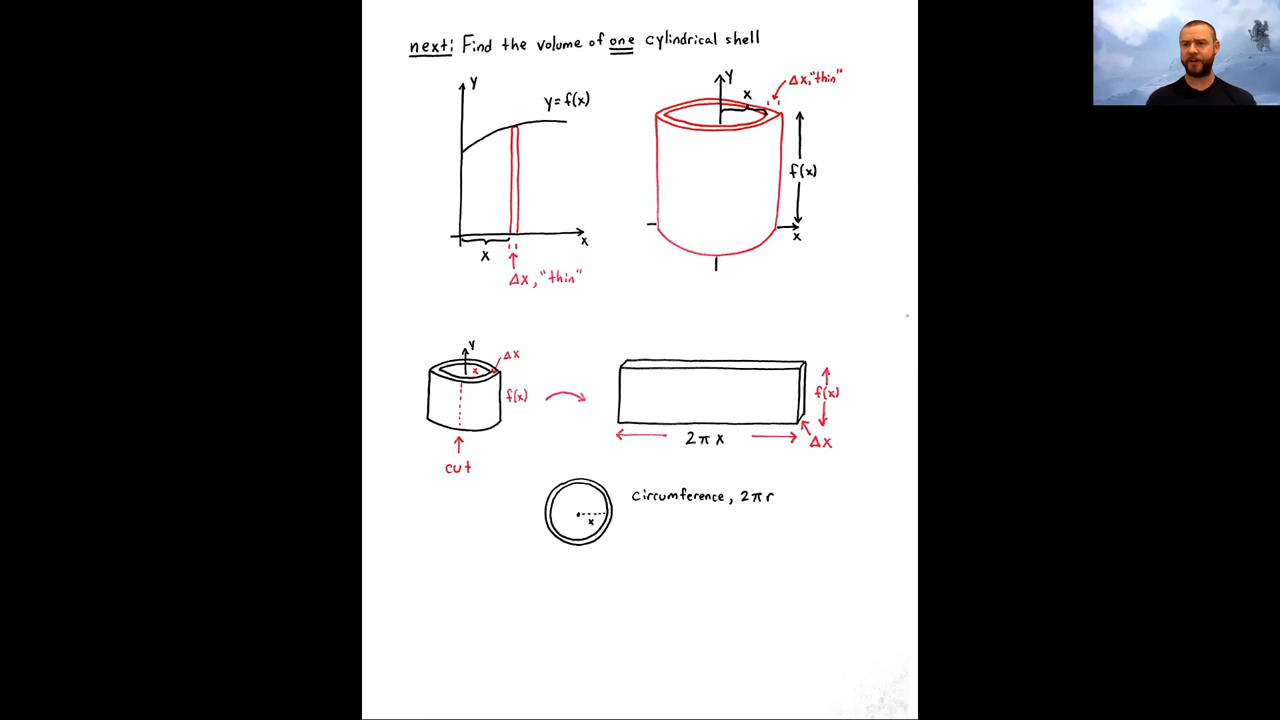 next: Find the volume of one cylindrical shell
y
y = f(x)
x
x
Δx, "thin"
y
Δx, "thin"
x
f(x)
x
y
Δx
x
f(x)
cut
f(x)
2πx
Δx
circumference, 2πr
x